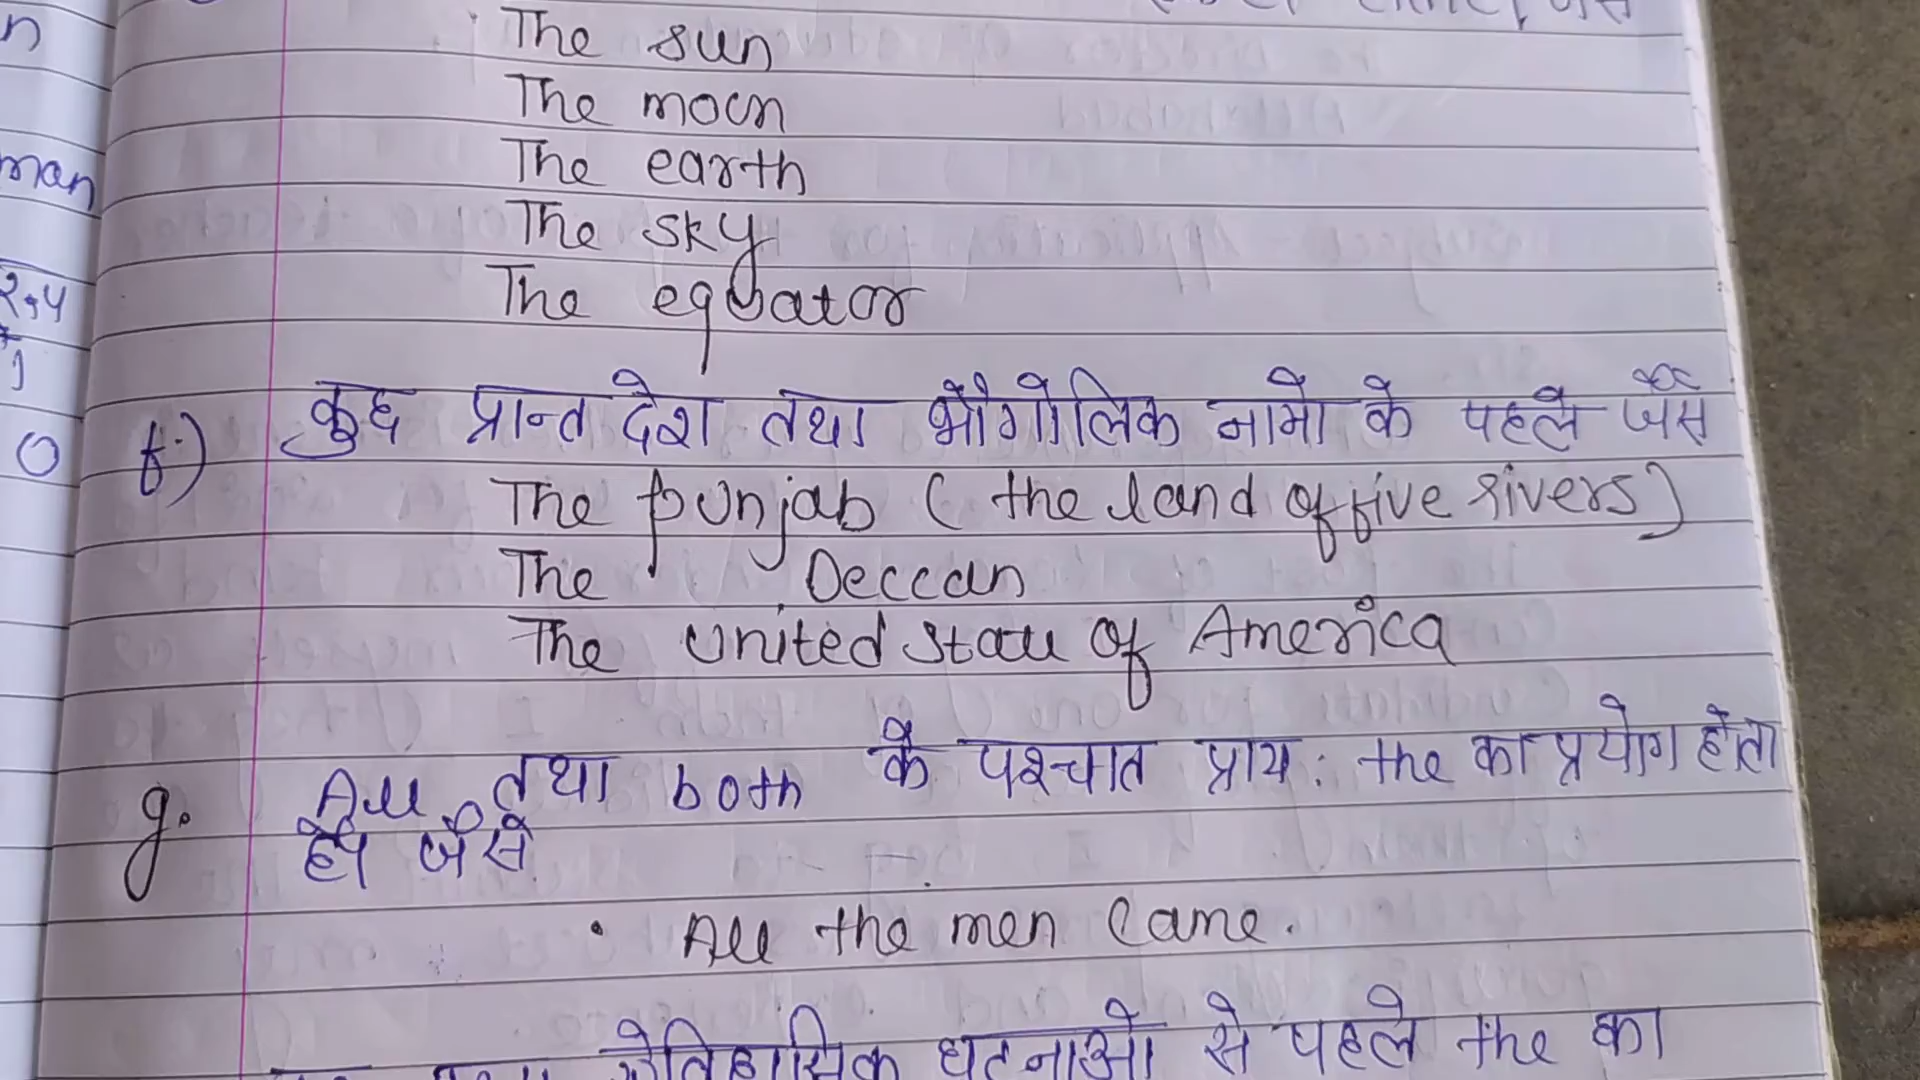 The sun
The moon
The earth
The sky
The equator
f.) कुछ प्रान्त देश तथा भौगोलिक नामो के पहले जैसे
The punjab ( the land of five rivers)
The Deccan
The United State of America
g. All तथा both के पश्चात प्राय: the का प्रयोग होता
है। जैसे
• All the men Came.
ऐतिहासिक घटनाओ से पहले the का